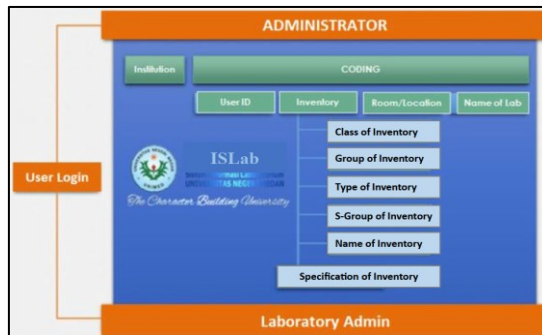 ADMINISTRATOR
Institution
CODING
User ID
Inventory
Room/Location
Name of Lab
Class of Inventory
Group of Inventory
Type of Inventory
S-Group of Inventory
Name of Inventory
Specification of Inventory
User Login
ISLab
UNIVERSITAS NEGERI MEDAN
The Character Building University
Laboratory Admin